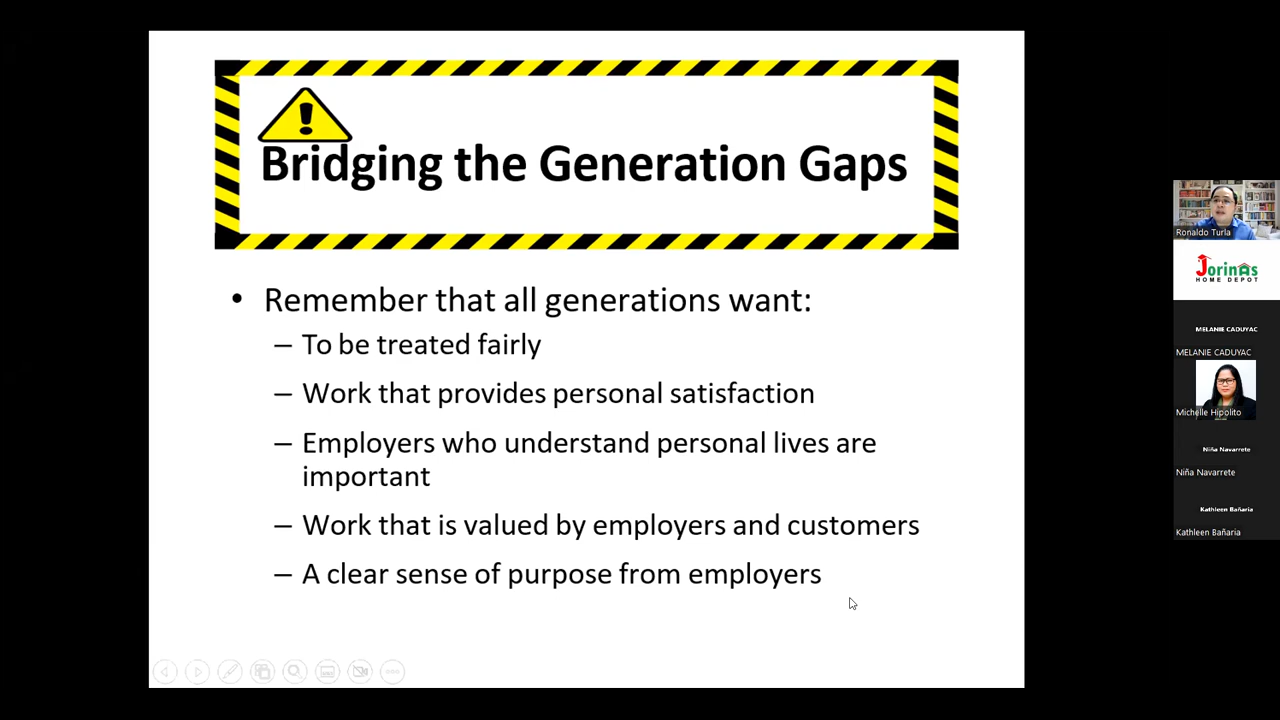 Bridging the Generation Gaps
• Remember that all generations want:
– To be treated fairly
– Work that provides personal satisfaction
– Employers who understand personal lives are
important
– Work that is valued by employers and customers
– A clear sense of purpose from employers
Ronaldo Turla
Jorinas
HOME DEPOT
MELANIE CADUYAC
MELANIE CADUYAC
Michelle Hipolito
Niña Navarrete
Niña Navarrete
Kathleen Bañaria
Kathleen Bañaria